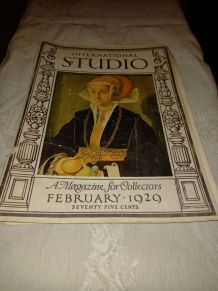 INTERNATIONAL
STUDIO
A Magazine for Collectors
FEBRUARY · 1929
SEVENTY FIVE CENTS